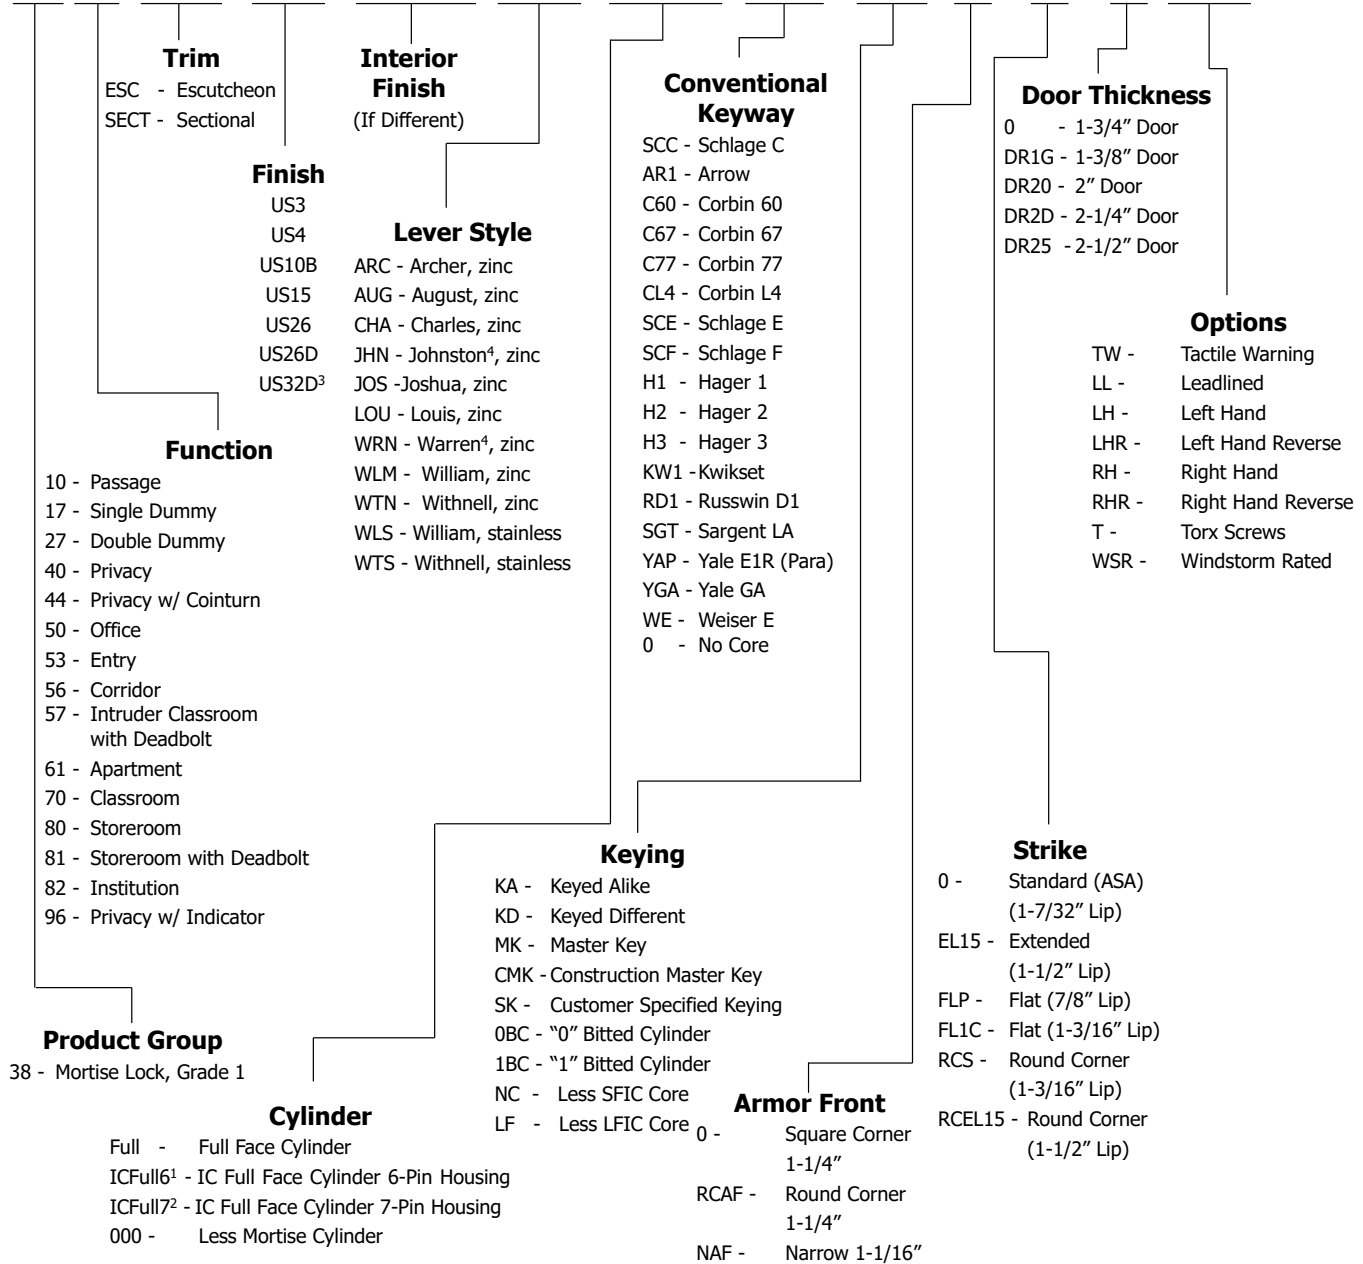 Trim
ESC - Escutcheon
SECT - Sectional
Finish
US3
US4
US10B
US15
US26
US26D
US32D³
Interior
Finish
(If Different)
Lever Style
ARC - Archer, zinc
AUG - August, zinc
CHA - Charles, zinc
JHN - Johnston⁴, zinc
JOS -Joshua, zinc
LOU - Louis, zinc
WRN - Warren⁴, zinc
WLM - William, zinc
WTN - Withnell, zinc
WLS - William, stainless
WTS - Withnell, stainless
Conventional
Keyway
SCC - Schlage C
AR1 - Arrow
C60 - Corbin 60
C67 - Corbin 67
C77 - Corbin 77
CL4 - Corbin L4
SCE - Schlage E
SCF - Schlage F
H1 - Hager 1
H2 - Hager 2
H3 - Hager 3
KW1 -Kwikset
RD1 - Russwin D1
SGT - Sargent LA
YAP - Yale E1R (Para)
YGA - Yale GA
WE - Weiser E
0 - No Core
Door Thickness
0 - 1-3/4” Door
DR1G - 1-3/8” Door
DR20 - 2” Door
DR2D - 2-1/4” Door
DR25 - 2-1/2” Door
Options
TW - Tactile Warning
LL - Leadlined
LH - Left Hand
LHR - Left Hand Reverse
RH - Right Hand
RHR - Right Hand Reverse
T - Torx Screws
WSR - Windstorm Rated
Function
10 - Passage
17 - Single Dummy
27 - Double Dummy
40 - Privacy
44 - Privacy w/ Cointurn
50 - Office
53 - Entry
56 - Corridor
57 - Intruder Classroom
with Deadbolt
61 - Apartment
70 - Classroom
80 - Storeroom
81 - Storeroom with Deadbolt
82 - Institution
96 - Privacy w/ Indicator
Product Group
38 - Mortise Lock, Grade 1
Cylinder
Full - Full Face Cylinder
ICFull6¹ - IC Full Face Cylinder 6-Pin Housing
ICFull7² - IC Full Face Cylinder 7-Pin Housing
000 - Less Mortise Cylinder
Keying
KA - Keyed Alike
KD - Keyed Different
MK - Master Key
CMK - Construction Master Key
SK - Customer Specified Keying
0BC - “0” Bitted Cylinder
1BC - “1” Bitted Cylinder
NC - Less SFIC Core
LF - Less LFIC Core
Armor Front
0 - Square Corner
1-1/4”
RCAF - Round Corner
1-1/4”
NAF - Narrow 1-1/16”
Strike
0 - Standard (ASA)
(1-7/32” Lip)
EL15 - Extended
(1-1/2” Lip)
FLP - Flat (7/8” Lip)
FL1C - Flat (1-3/16” Lip)
RCS - Round Corner
(1-3/16” Lip)
RCEL15 - Round Corner
(1-1/2” Lip)